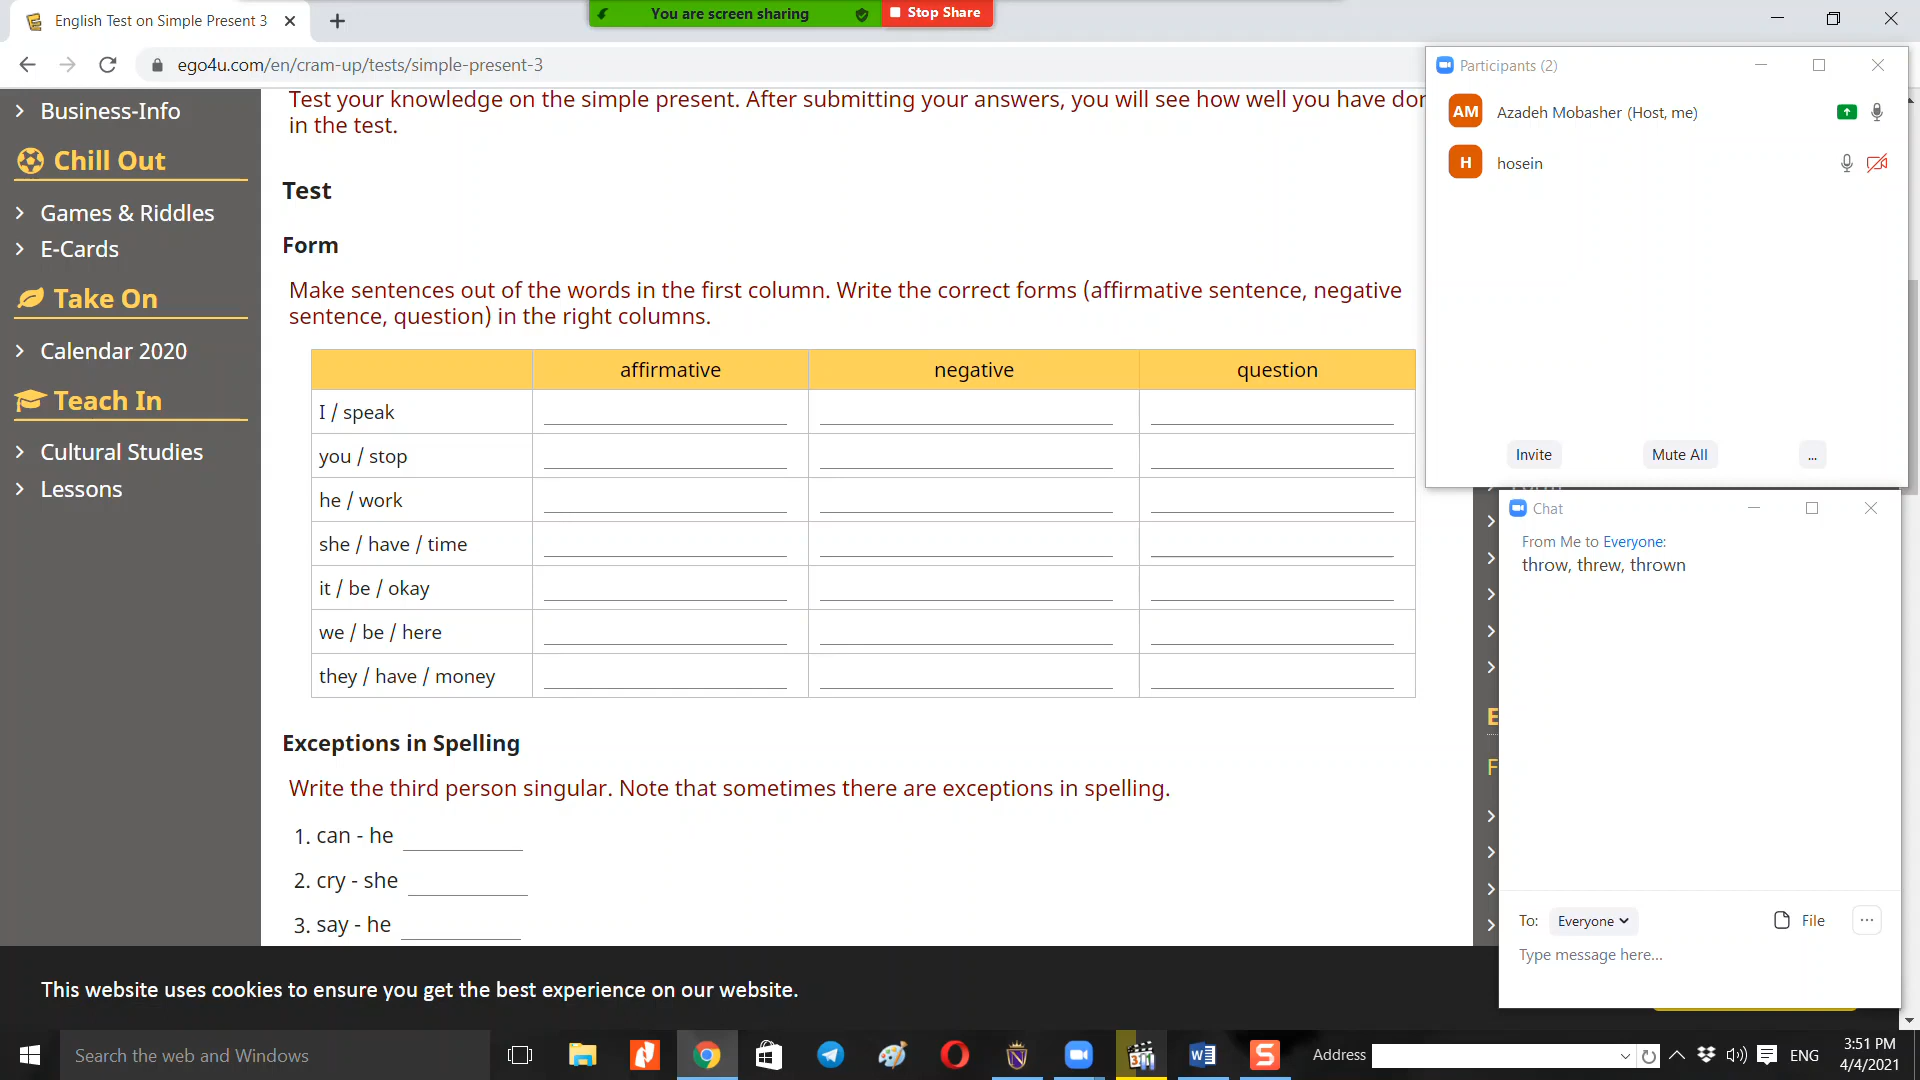 English Test on Simple Present 3
You are screen sharing
Stop Share
ego4u.com/en/cram-up/tests/simple-present-3
Business-Info
Chill Out
Games & Riddles
E-Cards
Take On
Calendar 2020
Teach In
Cultural Studies
Lessons
Test your knowledge on the simple present. After submitting your answers, you will see how well you have
in the test.
Test
Form
Make sentences out of the words in the first column. Write the correct forms (affirmative sentence, negative
sentence, question) in the right columns.
affirmative negative question
I / speak
you / stop
he / work
she / have / time
it / be / okay
we / be / here
they / have / money
Exceptions in Spelling
Write the third person singular. Note that sometimes there are exceptions in spelling.
1. can - he
2. cry - she
3. say - he
This website uses cookies to ensure you get the best experience on our website.
Participants (2)
AM Azadeh Mobasher (Host, me)
H hosein
Invite Mute All ...
Chat
From Me to Everyone:
throw, threw, thrown
To: Everyone File
Type message here...
Search the web and Windows
Address
ENG
3:51 PM
4/4/2021